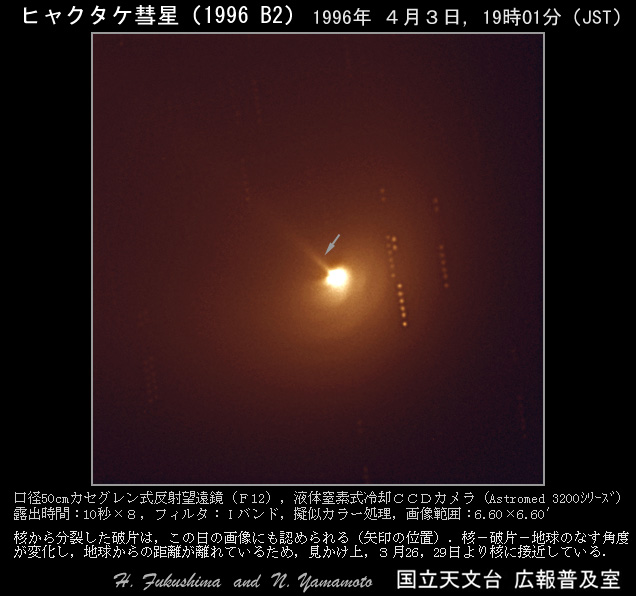 ヒャクタケ彗星（1996 B2） 1996年 ４月３日，19時01分（JST）
口径50cmカセグレン式反射望遠鏡（Ｆ12），液体窒素式冷却ＣＣＤカメラ（Astromed 3200ｼﾘｰｽﾞ）
露出時間：10秒×８，フィルタ：Ｉバンド，擬似カラー処理，画像範囲：6.60×6.60′
核から分裂した破片は，この日の画像にも認められる（矢印の位置）．核－破片－地球のなす角度
が変化し，地球からの距離が離れているため，見かけ上，３月26，29日より核に接近している．
H. Fukushima and N. Yamamoto 国立天文台 広報普及室